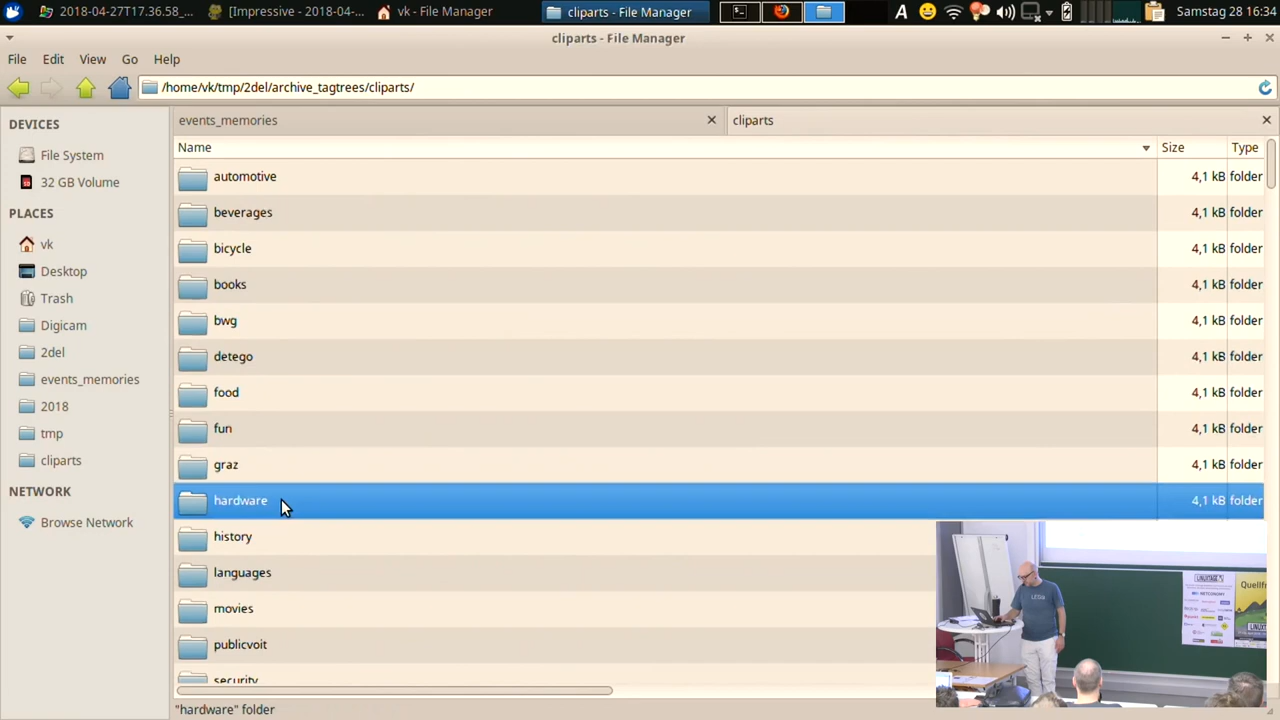 2018-04-27T17.36.58_...
[Impressive - 2018-04-...
vk - File Manager
cliparts - File Manager
A
Samstag 28 16:34
cliparts - File Manager
File Edit View Go Help
/home/vk/tmp/2del/archive_tagtrees/cliparts/
DEVICES
File System
32 GB Volume
PLACES
vk
Desktop
Trash
Digicam
2del
events_memories
2018
tmp
cliparts
NETWORK
Browse Network
events_memories
cliparts
Name Size Type
automotive 4,1 kB folder
beverages 4,1 kB folder
bicycle 4,1 kB folder
books 4,1 kB folder
bwg 4,1 kB folder
detego 4,1 kB folder
food 4,1 kB folder
fun 4,1 kB folder
graz 4,1 kB folder
hardware 4,1 kB folder
history
languages
movies
publicvoit
security
"hardware" folder
LINUXTAGE
NETCONOMY
Quellfr
LINUXTAGE